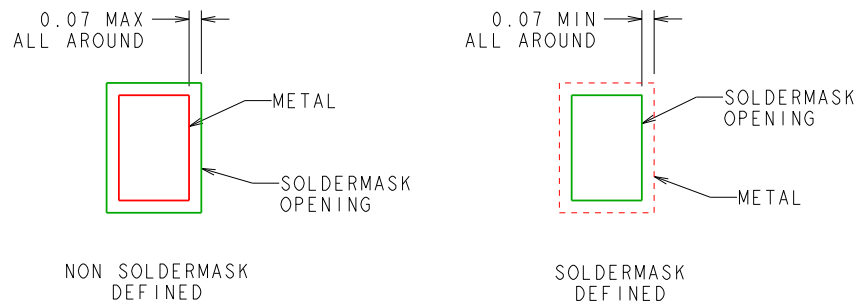 0.07 MAX
ALL AROUND
METAL
SOLDERMASK
OPENING
NON SOLDERMASK
DEFINED
0.07 MIN
ALL AROUND
SOLDERMASK
OPENING
METAL
SOLDERMASK
DEFINED